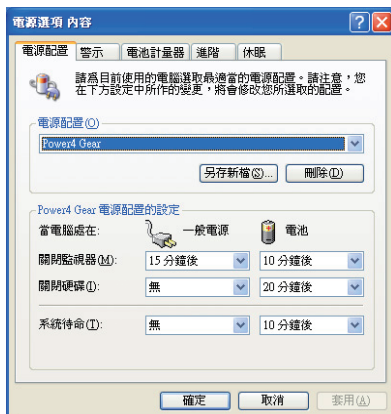 電源選項 內容
電源配置 警示 電池計量器 進階 休眠
請為目前使用的電腦選取最適當的電源配置。請注意，您
在下方設定中所作的變更，將會修改您所選取的配置。
電源配置(O)
Power4 Gear
另存新檔(S)... 刪除(D)
Power4 Gear 電源配置的設定
當電腦處在: 一般電源 電池
關閉監視器(M): 15 分鐘後 10 分鐘後
關閉硬碟(I): 無 20 分鐘後
系統待命(T): 無 10 分鐘後
確定 取消 套用(A)